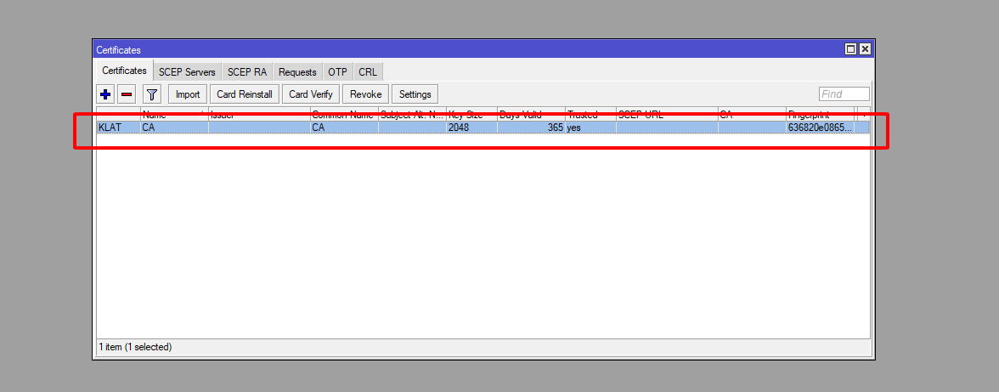 Certificates
Certificates SCEP Servers SCEP RA Requests OTP CRL
Import Card Reinstall Card Verify Revoke Settings Find
Name Issuer Common Name Subject Alt. N... Key Size Days Valid Trusted SCEP URL CA Fingerprint
KLAT CA CA 2048 365 yes 636820e0865...
1 item (1 selected)